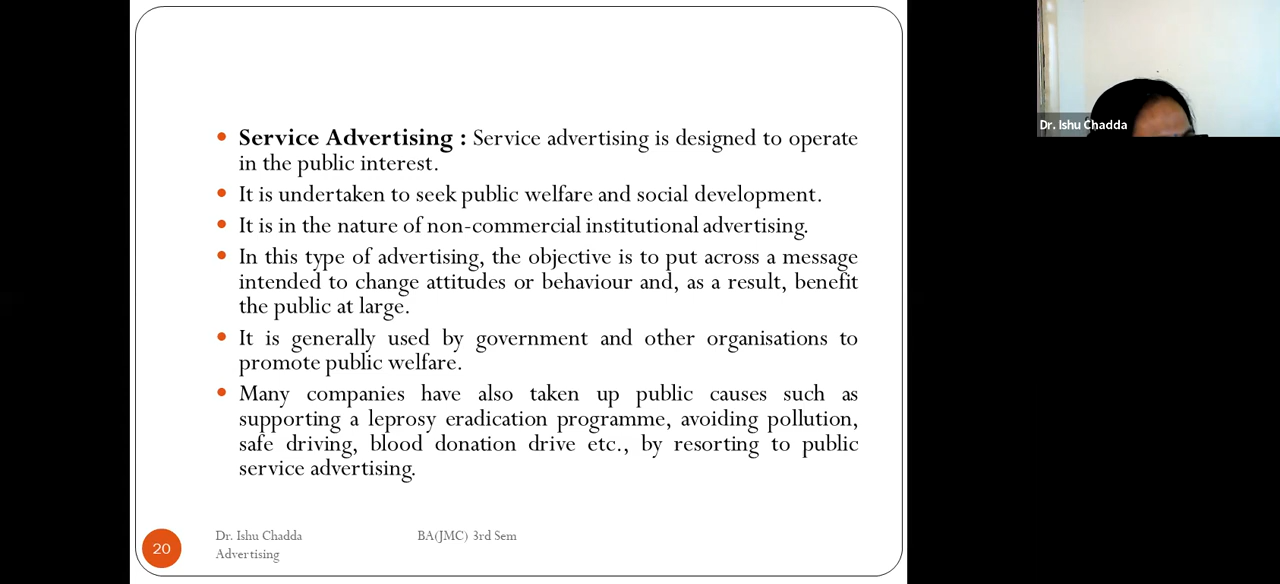 Service Advertising : Service advertising is designed to operate
in the public interest.
It is undertaken to seek public welfare and social development.
It is in the nature of non-commercial institutional advertising.
In this type of advertising, the objective is to put across a message
intended to change attitudes or behaviour and, as a result, benefit
the public at large.
It is generally used by government and other organisations to
promote public welfare.
Many companies have also taken up public causes such as
supporting a leprosy eradication programme, avoiding pollution,
safe driving, blood donation drive etc., by resorting to public
service advertising.
20
Dr. Ishu Chadda
Advertising
BA(JMC) 3rd Sem
Dr. Ishu Chadda